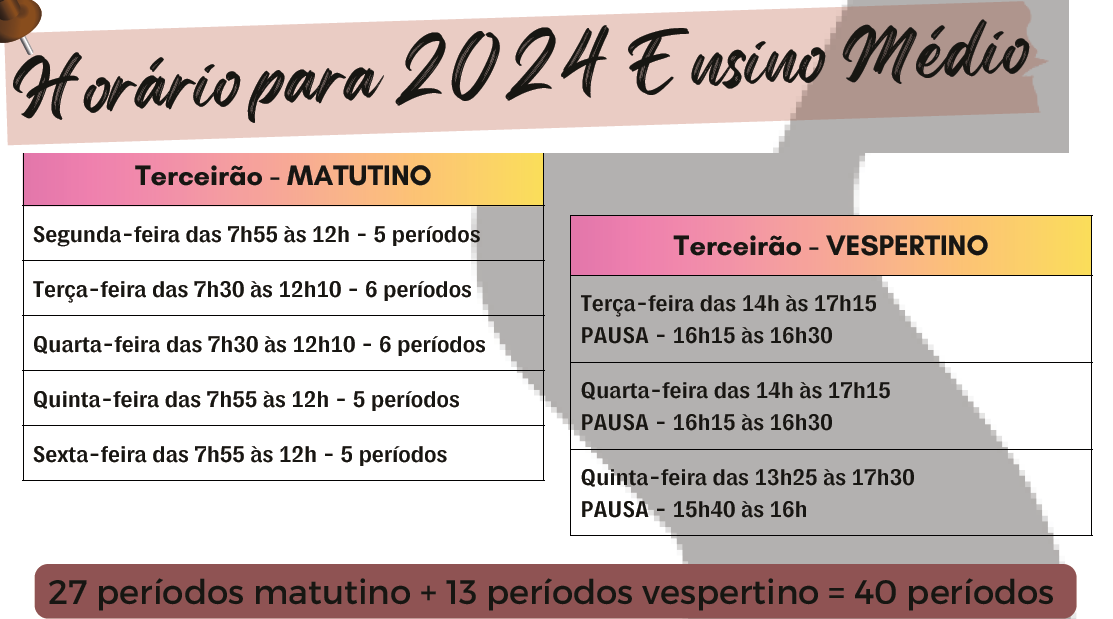 Horário para 2024 Ensino Médio
Terceirão - MATUTINO
Segunda-feira das 7h55 às 12h - 5 períodos
Terça-feira das 7h30 às 12h10 - 6 períodos
Quarta-feira das 7h30 às 12h10 - 6 períodos
Quinta-feira das 7h55 às 12h - 5 períodos
Sexta-feira das 7h55 às 12h - 5 períodos
Terceirão - VESPERTINO
Terça-feira das 14h às 17h15
PAUSA - 16h15 às 16h30
Quarta-feira das 14h às 17h15
PAUSA - 16h15 às 16h30
Quinta-feira das 13h25 às 17h30
PAUSA - 15h40 às 16h
27 períodos matutino + 13 períodos vespertino = 40 períodos